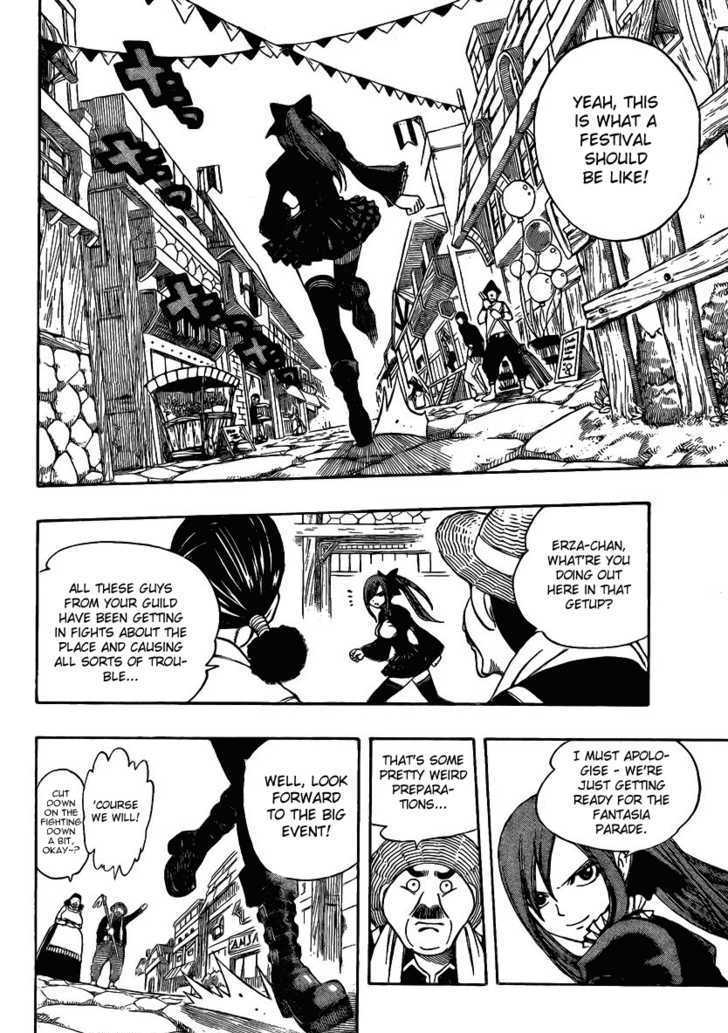 YEAH, THIS
IS WHAT A
FESTIVAL
SHOULD
BE LIKE!
ERZA-CHAN,
WHAT'RE YOU
DOING OUT
HERE IN THAT
GETUP?
ALL THESE GUYS
FROM YOUR GUILD
HAVE BEEN GETTING
IN FIGHTS ABOUT THE
PLACE AND CAUSING
ALL SORTS OF TROU-
BLE...
I MUST APOLO-
GISE - WE'RE
JUST GETTING
READY FOR THE
FANTASIA
PARADE.
THAT'S SOME
PRETTY WEIRD
PREPARA-
TIONS...
WELL, LOOK
FORWARD
TO THE BIG
EVENT!
'COURSE
WE WILL!
CUT
DOWN
ON THE
FIGHTING
DOWN
A BIT,
OKAY~?